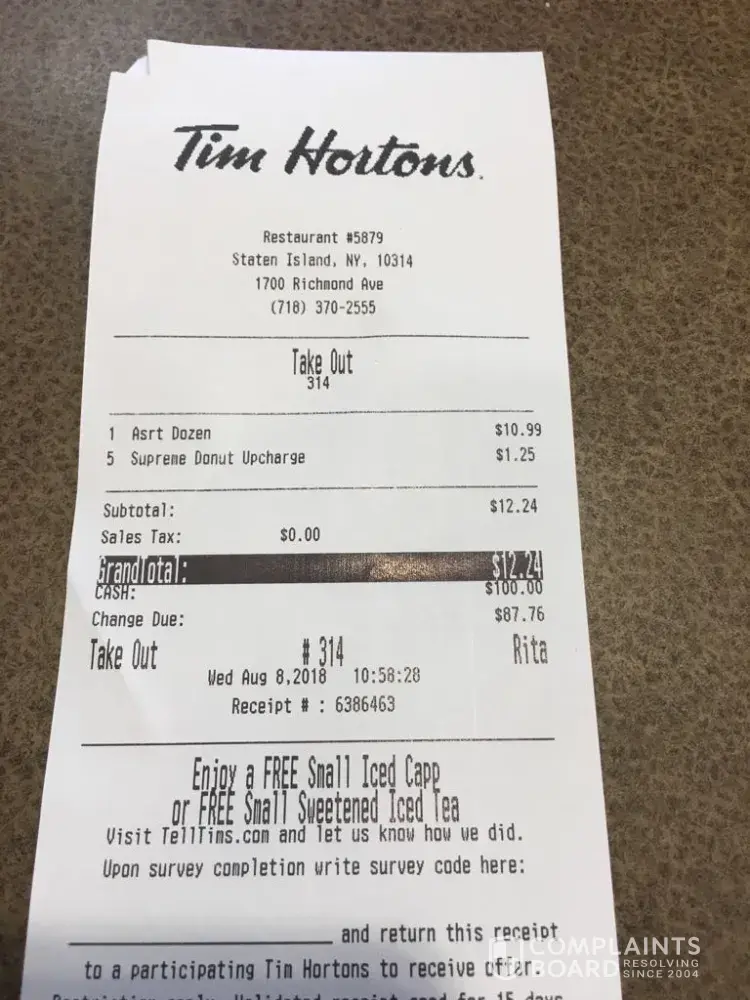 Tim Hortons.
Restaurant #5879
Staten Island, NY, 10314
1700 Richmond Ave
(718) 370-2555
Take Out
314
1 Asrt Dozen $10.99
5 Supreme Donut Upcharge $1.25
Subtotal: $12.24
Sales Tax: $0.00
GrandTotal: $12.24
CASH: $100.00
Change Due: $87.76
Take Out # 314 Rita
Wed Aug 8,2018 10:58:28
Receipt # : 6386463
Enjoy a FREE Small Iced Capp
or FREE Small Sweetened Iced Tea
Visit TellTims.com and let us know how we did.
Upon survey completion write survey code here:
and return this receipt
to a participating Tim Hortons to receive offer.
COMPLAINTS
BOARD RESOLVING
SINCE 2004